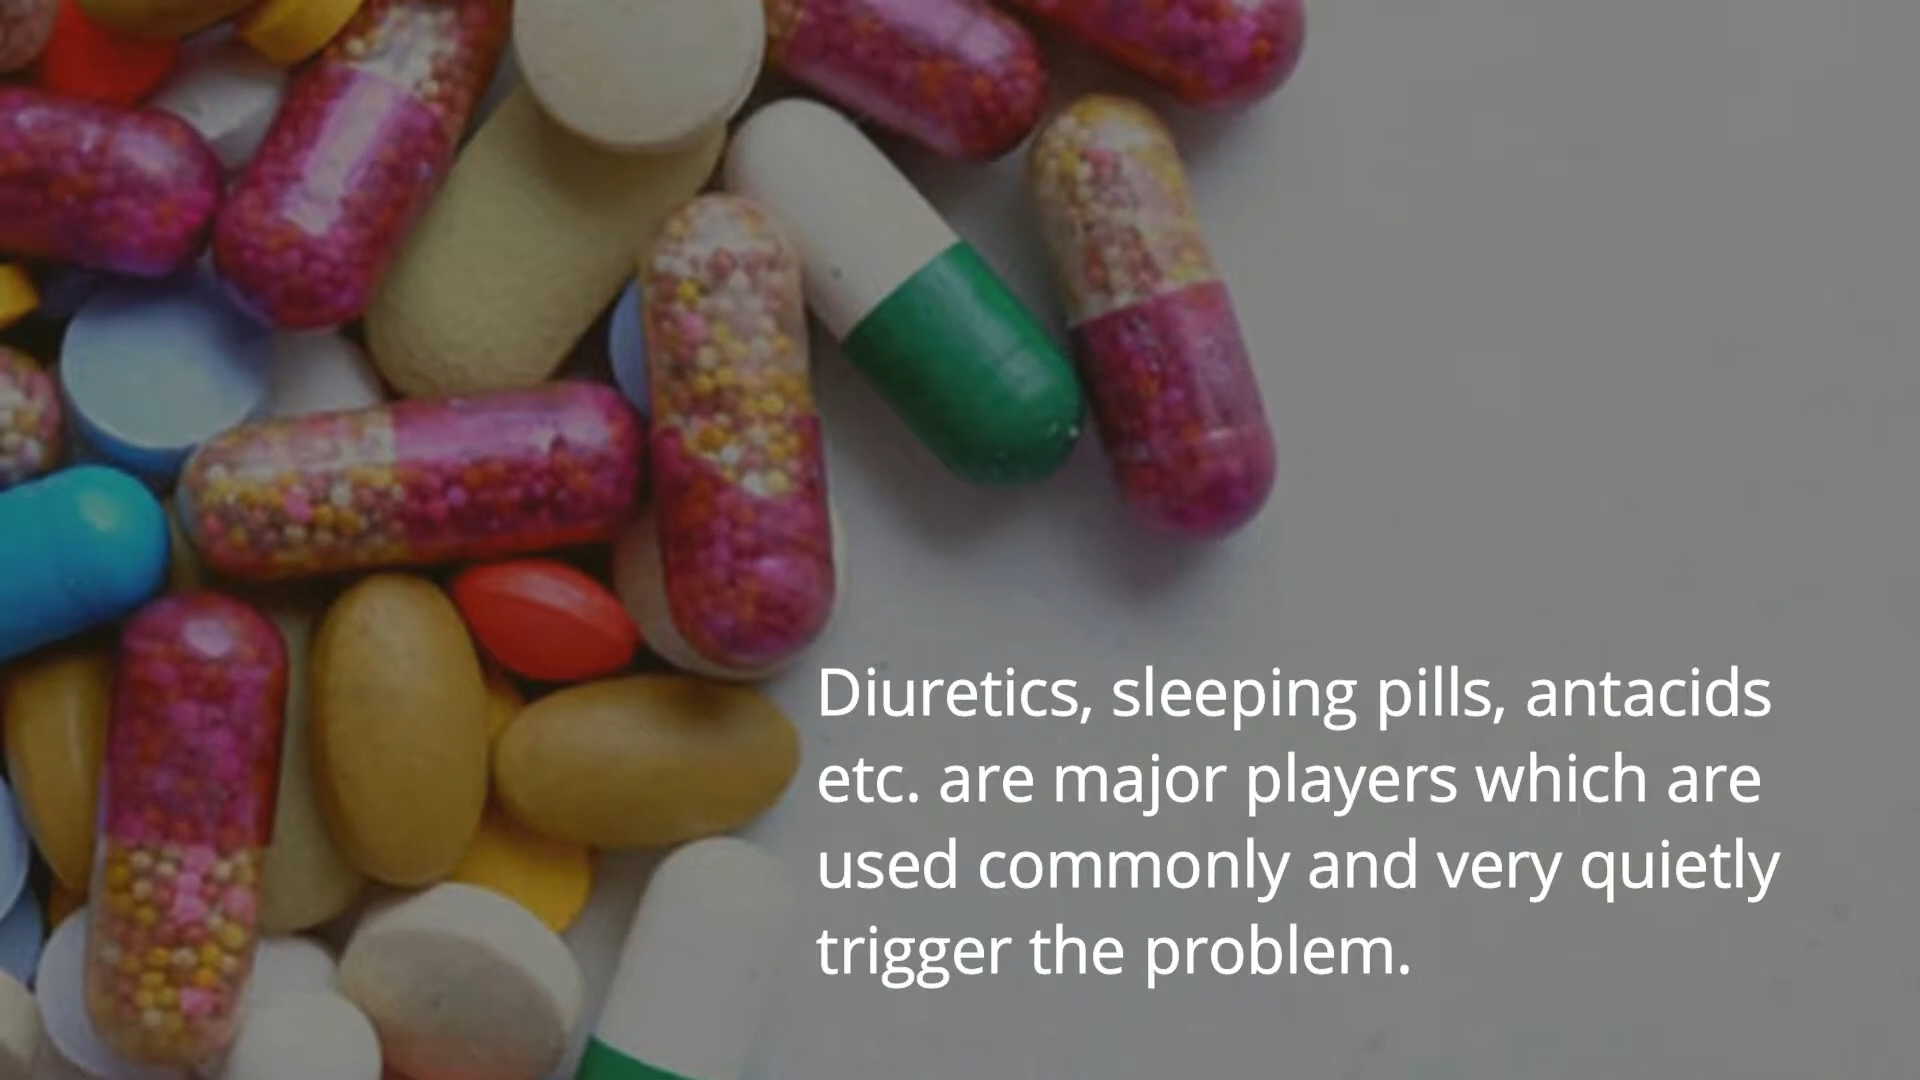 Diuretics, sleeping pills, antacids
etc. are major players which are
used commonly and very quietly
trigger the problem.